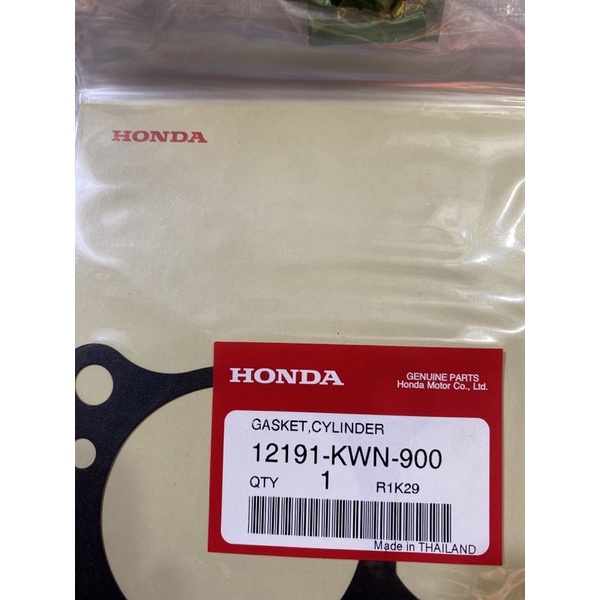 HONDA
HONDA
GENUINE PARTS
Honda Motor Co., Ltd.
GASKET,CYLINDER
12191-KWN-900
QTY 1 R1K29
Made in THAILAND